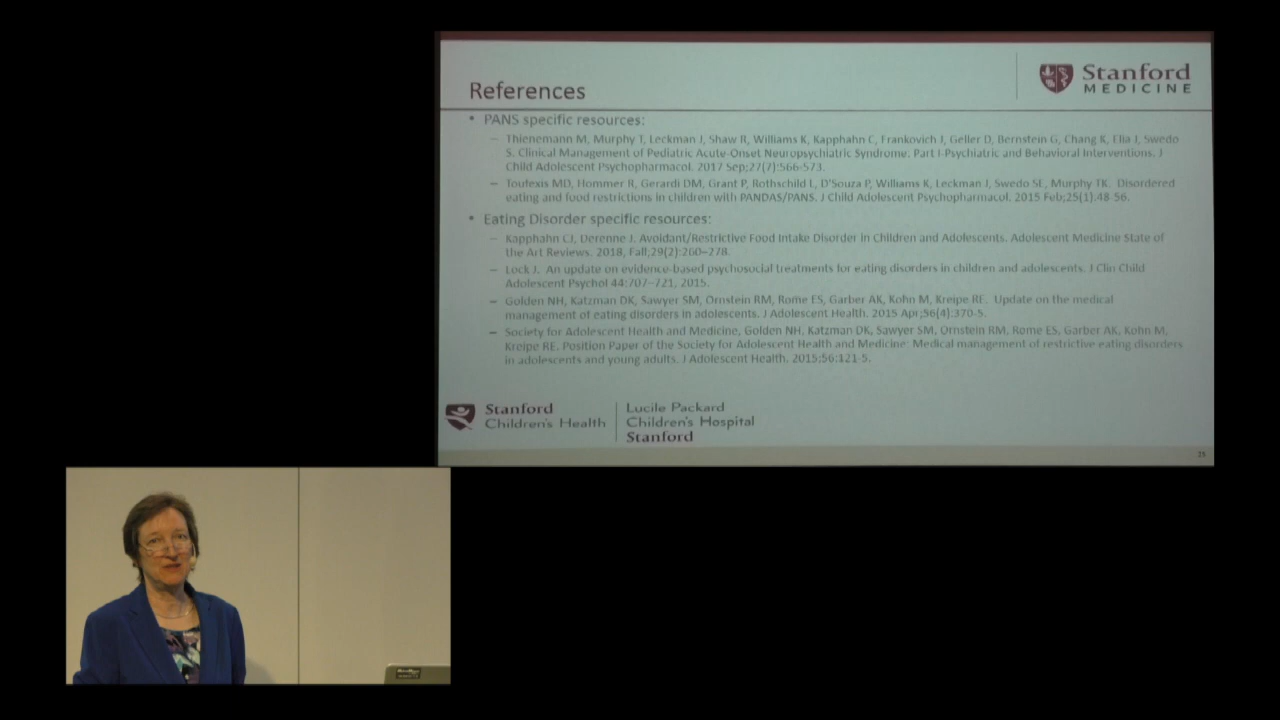 References
Stanford
MEDICINE
• PANS specific resources:
– Thienemann M, Murphy T, Leckman J, Shaw R, Williams K, Kapphahn C, Frankovich J, Geller D, Bernstein G, Chang K, Elia J, Swedo
S. Clinical Management of Pediatric Acute-Onset Neuropsychiatric Syndrome. Part I-Psychiatric and Behavioral Interventions. J
Child Adolescent Psychopharmacol. 2017 Sep;27(7):566-573.
– Toufexis MD, Hommer R, Gerardi DM, Grant P, Rothschild L, D'Souza P, Williams K, Leckman J, Swedo SE, Murphy TK. Disordered
eating and food restrictions in children with PANDAS/PANS. J Child Adolescent Psychopharmacol. 2015 Feb;25(1):48-56.
• Eating Disorder specific resources:
– Kapphahn CJ, Derenne J. Avoidant/Restrictive Food Intake Disorder in Children and Adolescents. Adolescent Medicine State of
the Art Reviews. 2018, Fall;29(2):260–278.
– Lock J. An update on evidence-based psychosocial treatments for eating disorders in children and adolescents. J Clin Child
Adolescent Psychol 44:707–721, 2015.
– Golden NH, Katzman DK, Sawyer SM, Ornstein RM, Rome ES, Garber AK, Kohn M, Kreipe RE. Update on the medical
management of eating disorders in adolescents. J Adolescent Health. 2015 Apr;56(4):370-5.
– Society for Adolescent Health and Medicine, Golden NH, Katzman DK, Sawyer SM, Ornstein RM, Rome ES, Garber AK, Kohn M,
Kreipe RE. Position Paper of the Society for Adolescent Health and Medicine: Medical management of restrictive eating disorders
in adolescents and young adults. J Adolescent Health. 2015;56:121-5.
Stanford
Children's Health
Lucile Packard
Children's Hospital
Stanford
25